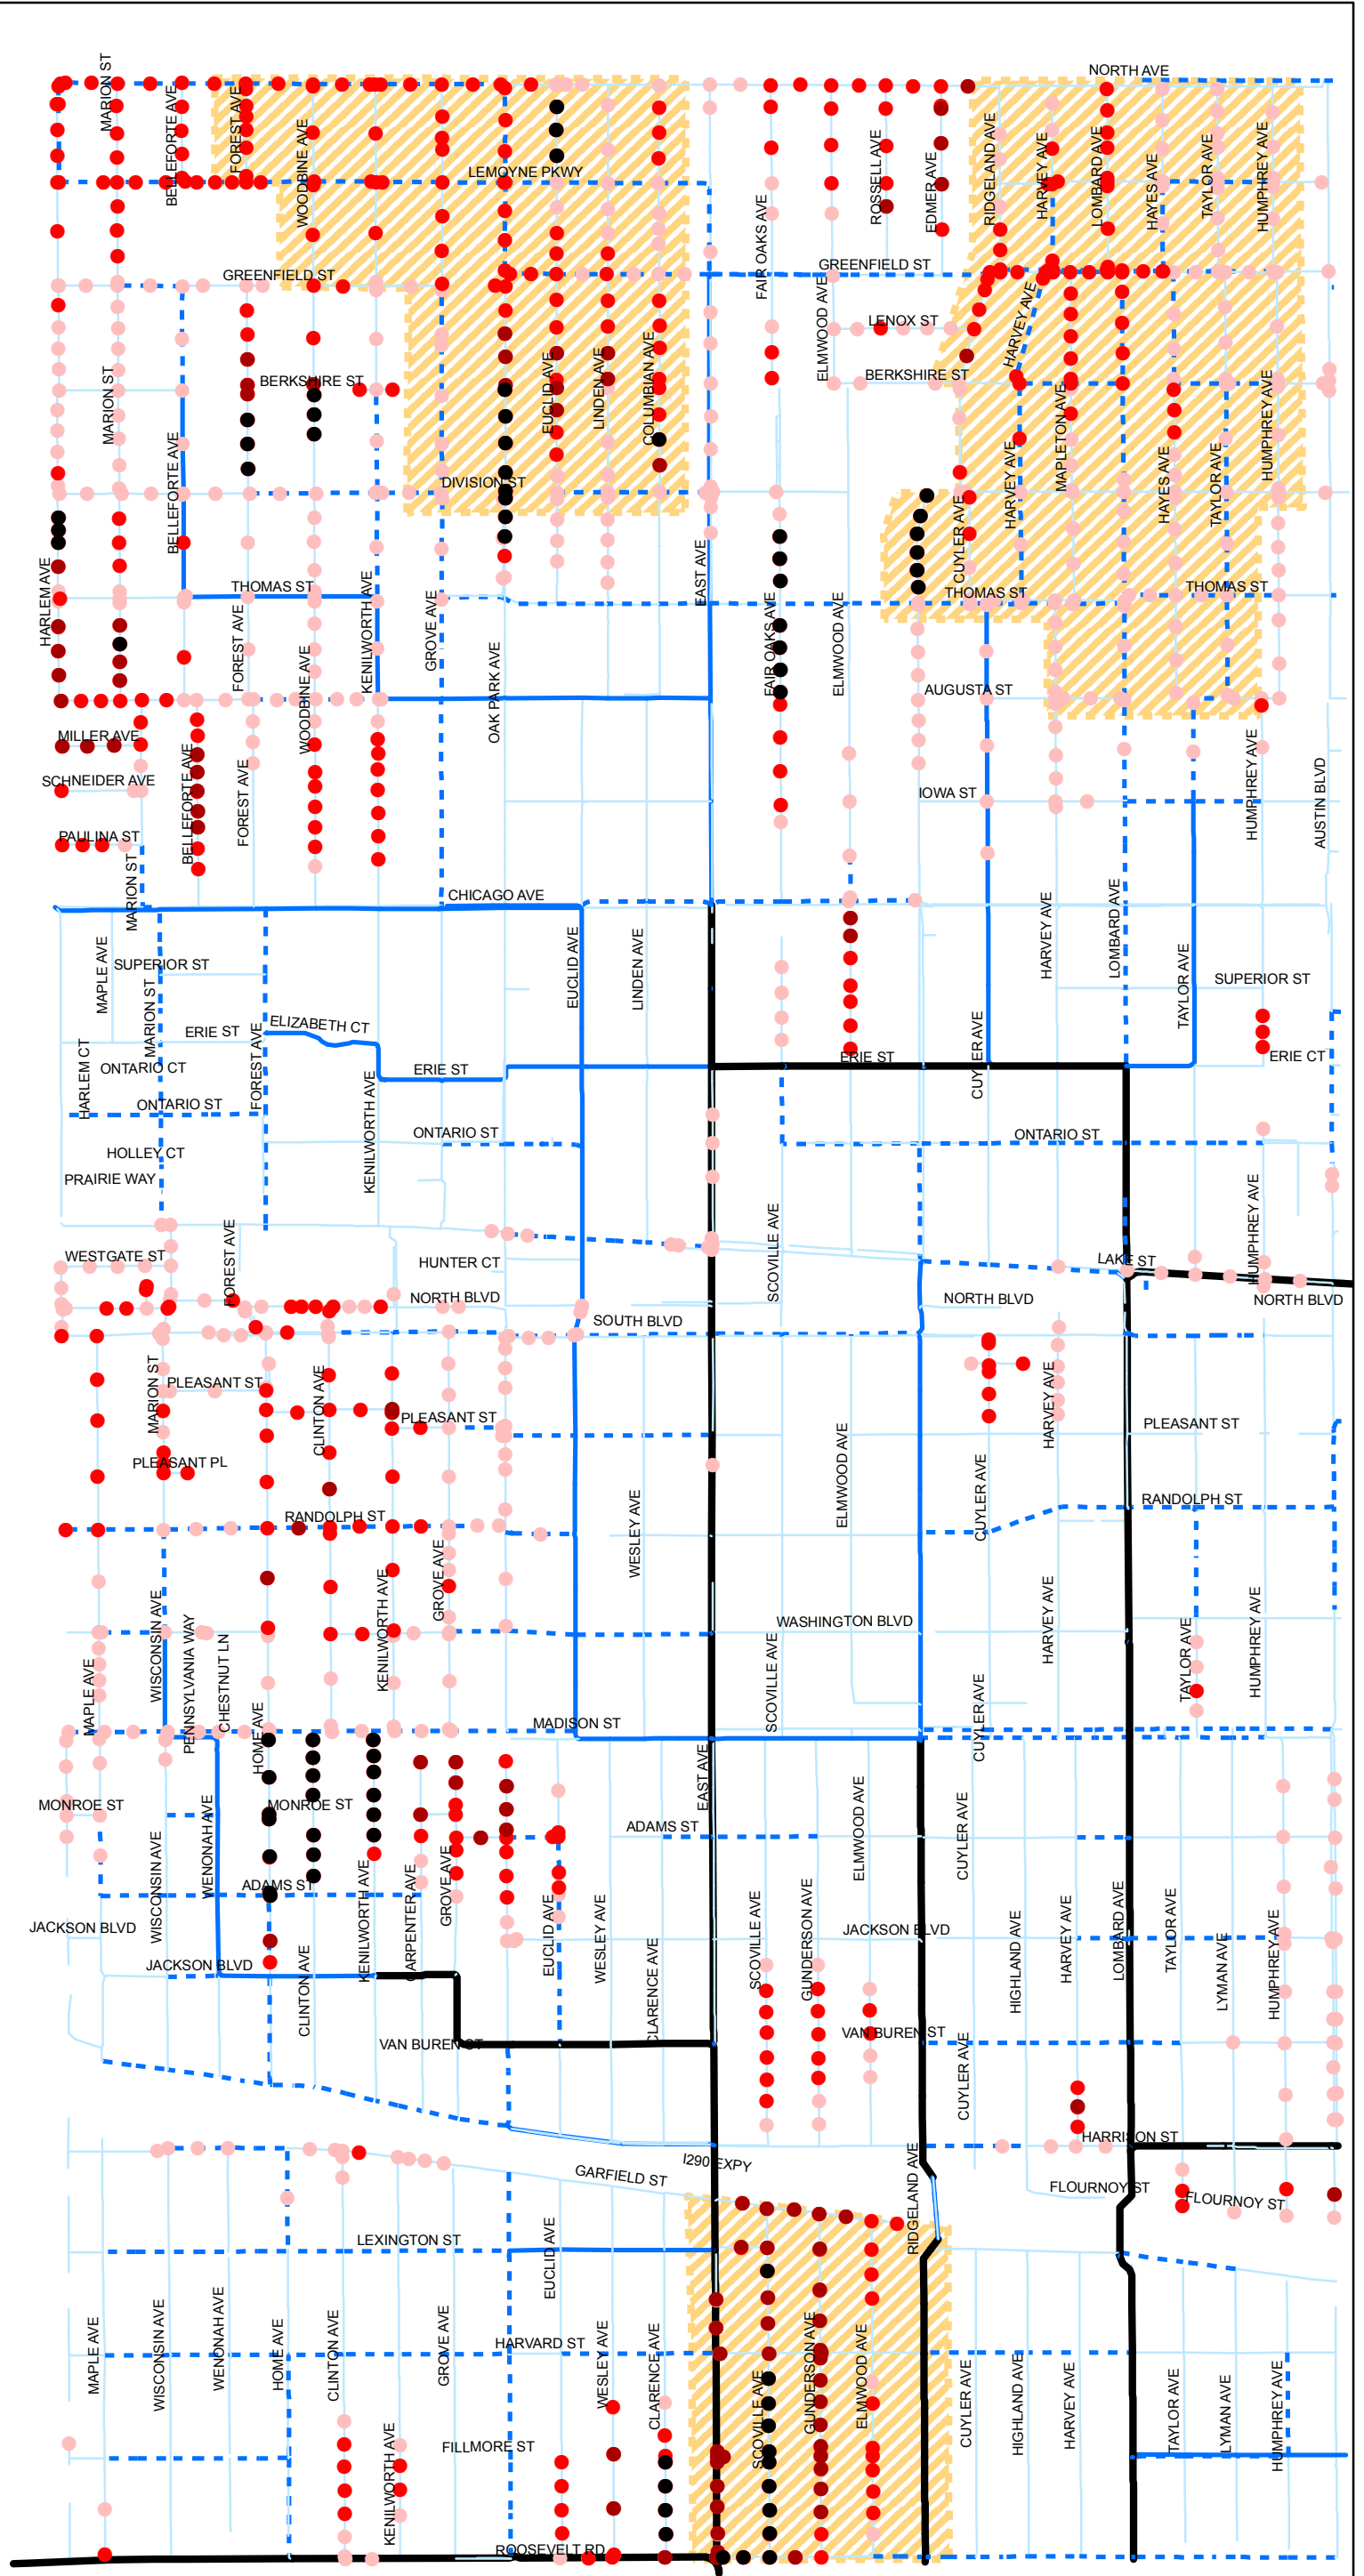 NORTH AVE
MARION ST
BELLEFORTE AVE
FOREST AVE
WOODBINE AVE
LEMOYNE PKWY
ROSSELL AVE
EDMER AVE
RIDGELAND AVE
HARVEY AVE
LOMBARD AVE
HAYES AVE
TAYLOR AVE
HUMPHREY AVE
FAIR OAKS AVE
GREENFIELD ST
GREENFIELD ST
ELMWOOD AVE
LENOX ST
HARVEY AVE
BERKSHIRE ST
BERKSHIRE ST
MARION ST
EUCLID AVE
LINDEN AVE
COLUMBIAN AVE
MAPLETON AVE
HUMPHREY AVE
BELLEFORTE AVE
DIVISION ST
HARVEY AVE
HAYES AVE
TAYLOR AVE
CUYLER AVE
HARLEM AVE
THOMAS ST
THOMAS ST
THOMAS ST
EAST AVE
FOREST AVE
KENILWORTH AVE
GROVE AVE
FAIR OAKS AVE
ELMWOOD AVE
WOODBINE AVE
OAK PARK AVE
AUGUSTA ST
MILLER AVE
SCHNEIDER AVE
BELLEFORTE AVE
FOREST AVE
IOWA ST
HUMPHREY AVE
AUSTIN BLVD
PAULINA ST
MARION ST
CHICAGO AVE
MAPLE AVE
SUPERIOR ST
MARION ST
EUCLID AVE
LINDEN AVE
HARVEY AVE
LOMBARD AVE
TAYLOR AVE
SUPERIOR ST
ERIE ST
ELIZABETH CT
HARLEM CT
ONTARIO CT
FOREST AVE
ERIE ST
ERIE ST
CUYLER AVE
ERIE CT
ONTARIO ST
KENILWORTH AVE
ONTARIO ST
ONTARIO ST
HOLLEY CT
PRAIRIE WAY
SCOVILLE AVE
HUMPHREY AVE
WESTGATE ST
FOREST AVE
HUNTER CT
LAKE ST
NORTH BLVD
NORTH BLVD
NORTH BLVD
SOUTH BLVD
MARION ST
PLEASANT ST
CLINTON AVE
PLEASANT ST
HARVEY AVE
PLEASANT ST
PLEASANT PL
ELMWOOD AVE
CUYLER AVE
WESLEY AVE
RANDOLPH ST
RANDOLPH ST
WISCONSIN AVE
PENNSYLVANIA WAY
CHESTNUT LN
KENILWORTH AVE
GROVE AVE
WASHINGTON BLVD
HARVEY AVE
TAYLOR AVE
HUMPHREY AVE
MAPLE AVE
SCOVILLE AVE
CUYLER AVE
HOME AVE
MADISON ST
EAST AVE
MONROE ST
MONROE ST
ADAMS ST
ELMWOOD AVE
CUYLER AVE
WISCONSIN AVE
WENONAH AVE
ADAMS ST
KENILWORTH AVE
CARPENTER AVE
GROVE AVE
EUCLID AVE
WESLEY AVE
CLARENCE AVE
SCOVILLE AVE
GUNDERSON AVE
JACKSON BLVD
JACKSON BLVD
JACKSON BLVD
HIGHLAND AVE
HARVEY AVE
LOMBARD AVE
TAYLOR AVE
LYMAN AVE
HUMPHREY AVE
CLINTON AVE
VAN BUREN ST
VAN BUREN ST
CUYLER AVE
HARRISON ST
I290 EXPY
GARFIELD ST
RIDGELAND AVE
FLOURNOY ST
FLOURNOY ST
LEXINGTON ST
EUCLID AVE
MAPLE AVE
WISCONSIN AVE
WENONAH AVE
HOME AVE
CLINTON AVE
GROVE AVE
HARVARD ST
WESLEY AVE
CLARENCE AVE
SCOVILLE AVE
GUNDERSON AVE
ELMWOOD AVE
CUYLER AVE
HIGHLAND AVE
HARVEY AVE
TAYLOR AVE
LYMAN AVE
HUMPHREY AVE
KENILWORTH AVE
FILLMORE ST
ROOSEVELT RD